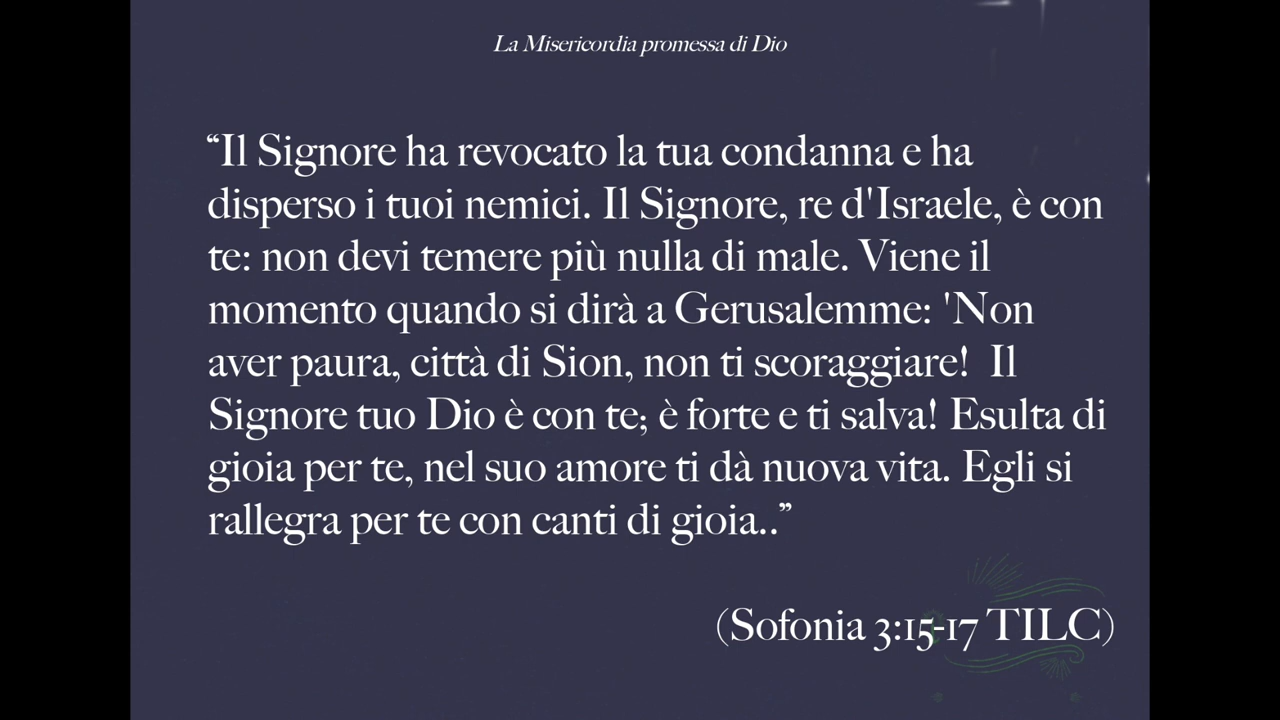 La Misericordia promessa di Dio
“Il Signore ha revocato la tua condanna e ha
disperso i tuoi nemici. Il Signore, re d'Israele, è con
te: non devi temere più nulla di male. Viene il
momento quando si dirà a Gerusalemme: 'Non
aver paura, città di Sion, non ti scoraggiare!  Il
Signore tuo Dio è con te; è forte e ti salva! Esulta di
gioia per te, nel suo amore ti dà nuova vita. Egli si
rallegra per te con canti di gioia..”
(Sofonia 3:15-17 TILC)